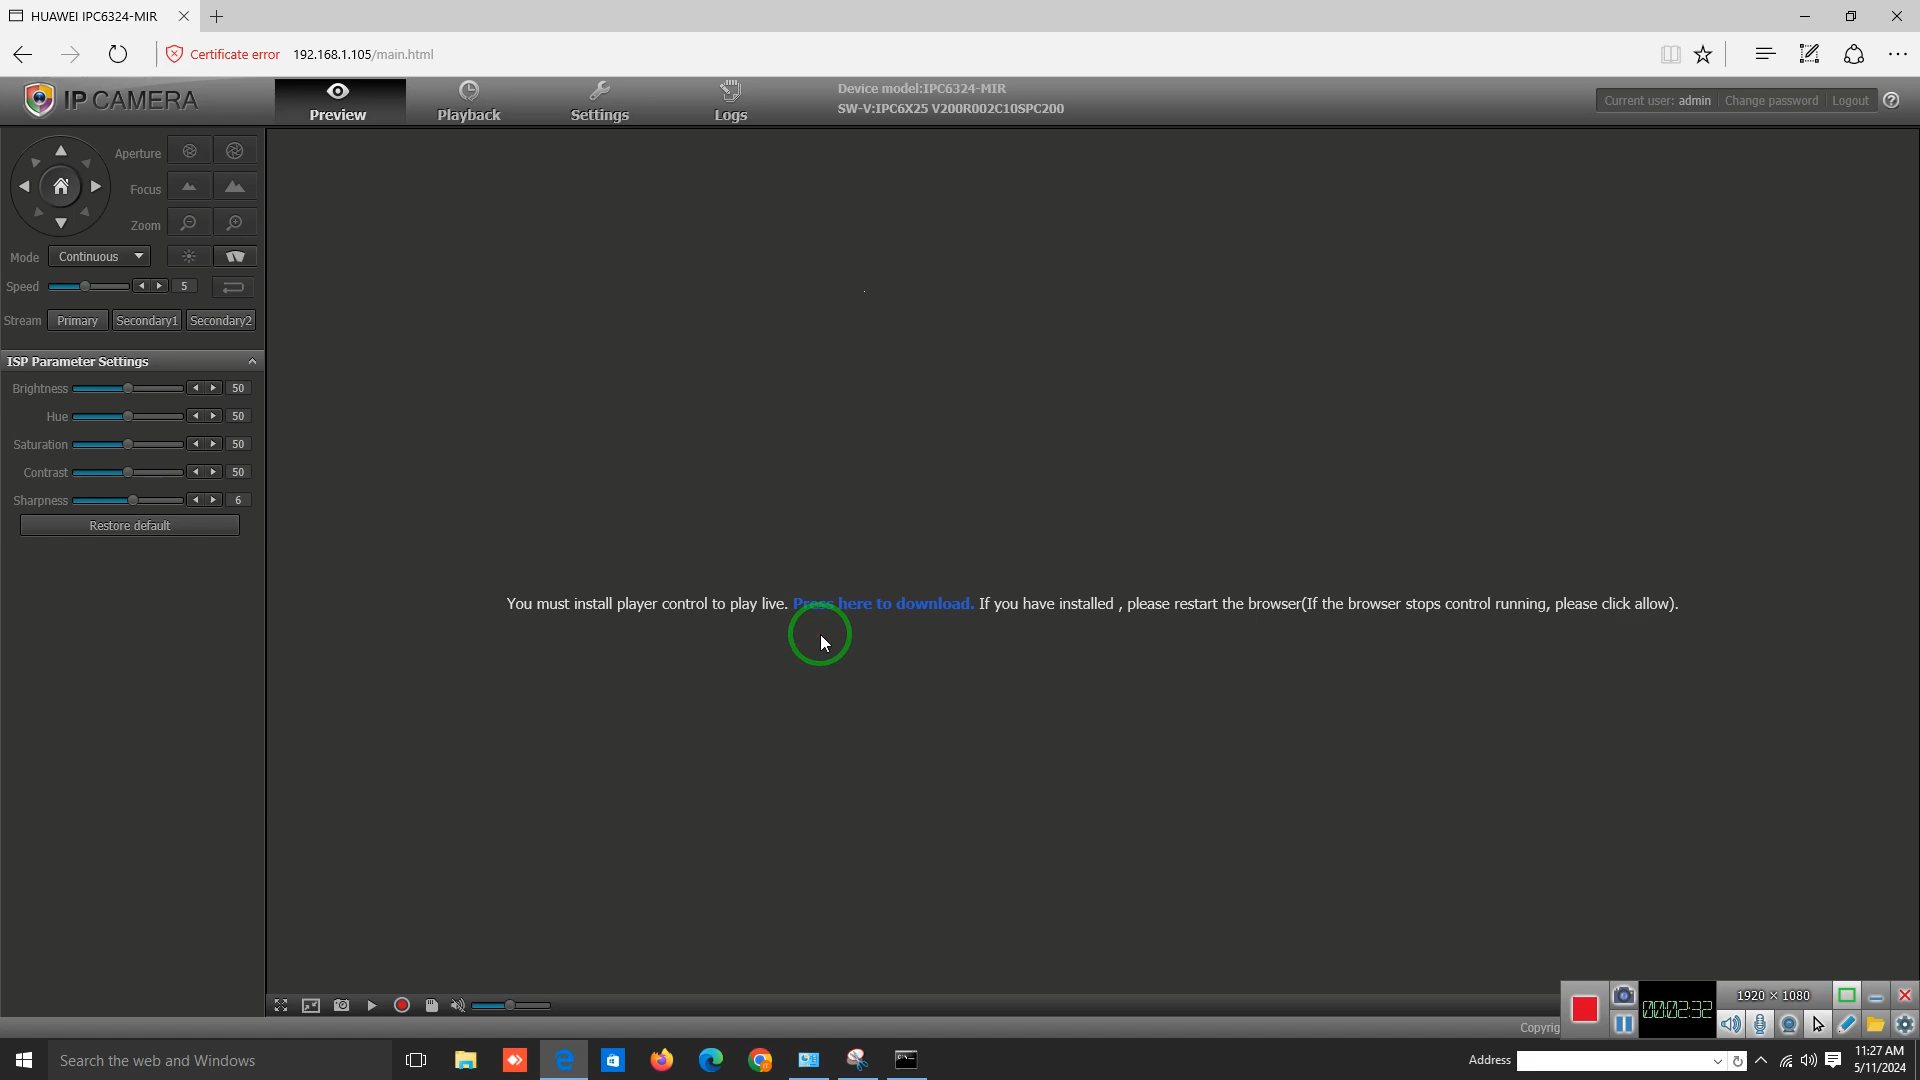 HUAWEI IPC6324-MIR
Certificate error 192.168.1.105/main.html
IP CAMERA
Preview
Playback
Settings
Logs
Device model:IPC6324-MIR
SW-V:IPC6X25 V200R002C10SPC200
Current user: admin Change password Logout
Aperture
Focus
Zoom
Mode Continuous
Speed 5
Stream Primary Secondary1 Secondary2
ISP Parameter Settings
Brightness 50
Hue 50
Saturation 50
Contrast 50
Sharpness 6
Restore default
You must install player control to play live. Press here to download. If you have installed , please restart the browser(If the browser stops control running, please click allow).
Copyrig
00:02:32
1920 × 1080
Search the web and Windows
Address
11:27 AM
5/11/2024